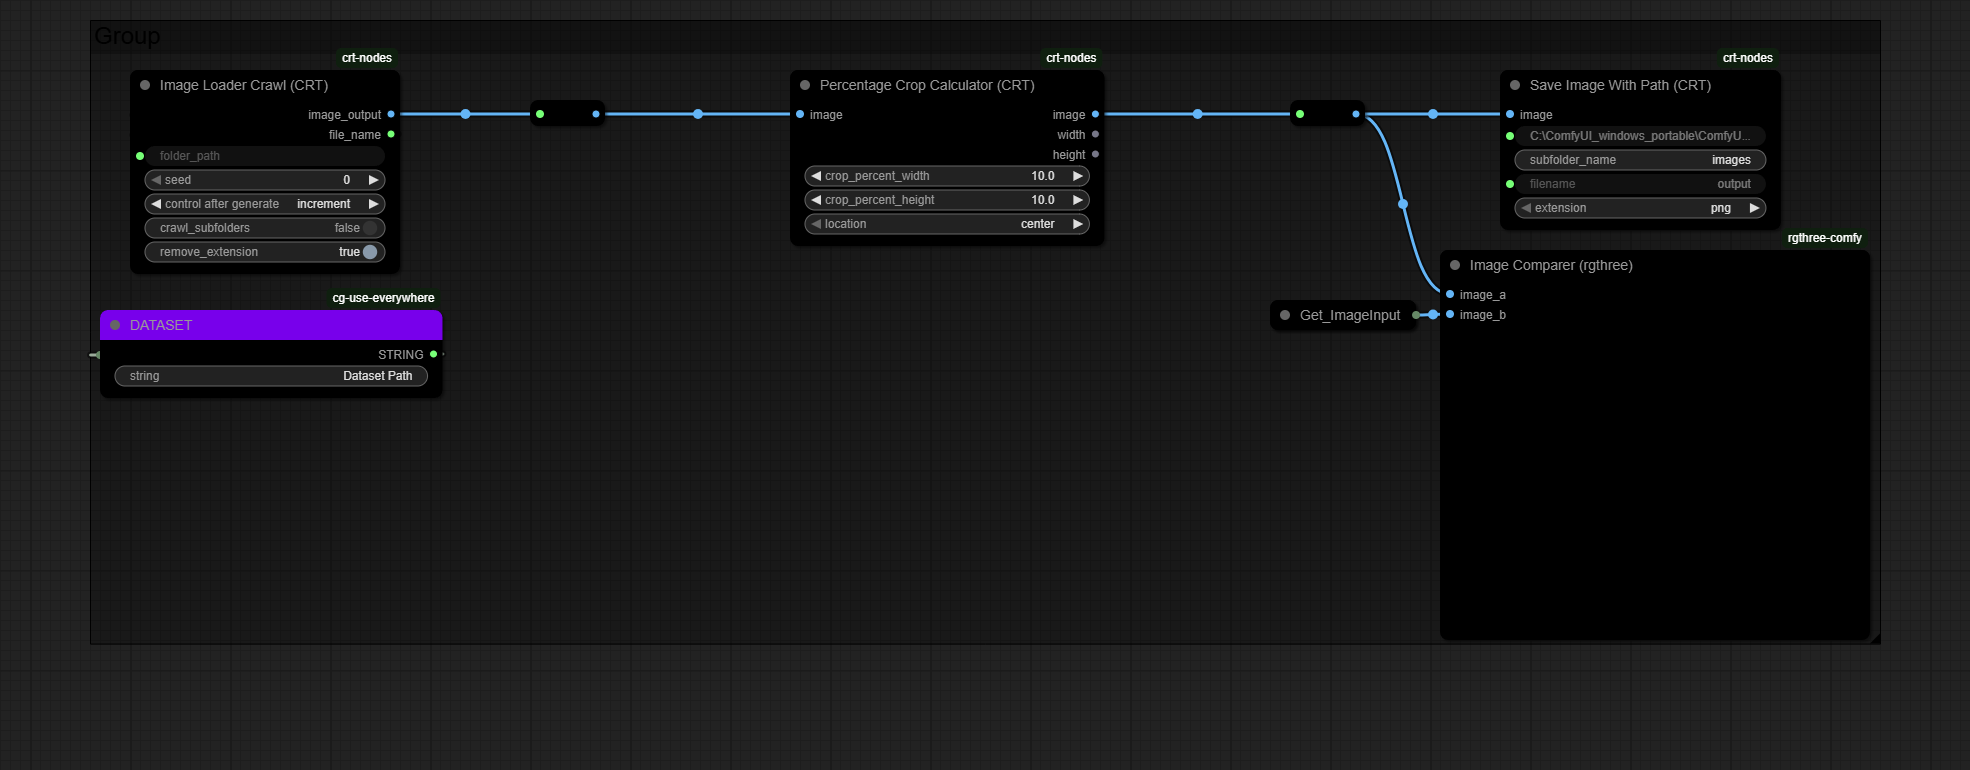 Group
crt-nodes
Image Loader Crawl (CRT)
image_output
file_name
folder_path
seed 0
control after generate increment
crawl_subfolders false
remove_extension true
cg-use-everywhere
DATASET
STRING
string Dataset Path
crt-nodes
Percentage Crop Calculator (CRT)
image image
width
height
crop_percent_width 10.0
crop_percent_height 10.0
location center
crt-nodes
Save Image With Path (CRT)
image
C:\ComfyUI_windows_portable\ComfyU...
subfolder_name images
filename output
extension png
rgthree-comfy
Image Comparer (rgthree)
image_a
image_b
Get_ImageInput